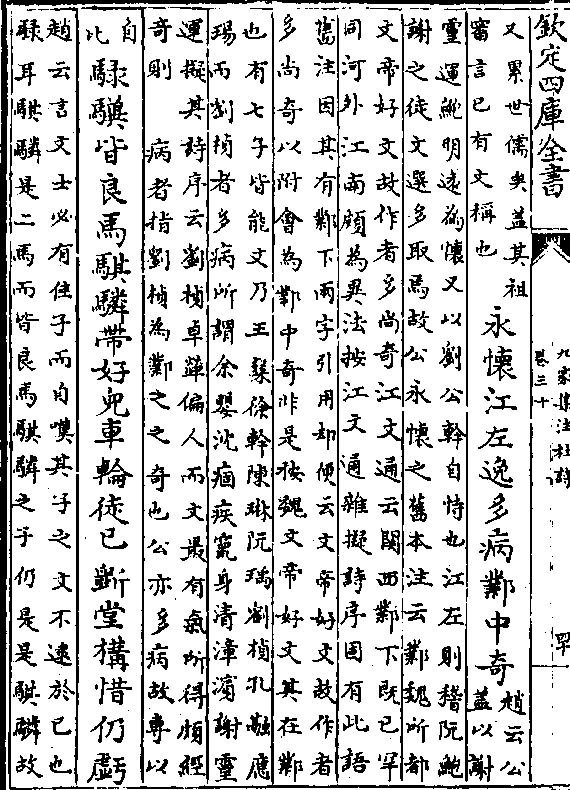 欽定四庫全書
九家集注杜詩
卷三十
四十
又累世儒矣盖其祖
審言已有文稱也
永懷江左逸多病鄴中奇
趙云公
盖以謝
靈運鮑明遠為懷又以劉公幹自恃也江左則稽阮鮑
謝之徒文選多取焉故公永懷之舊本注云鄴魏所都
文帝好文故作者多尚奇江文通云關西鄴下既已罕
同河外江南頗為異法按江文通雜擬詩序固有此語
舊注因其有鄴下兩字引用却便云文帝好文故作者
多尚奇以附會為鄴中奇非是按魏文帝好文其在鄴
也有七子皆能文乃王粲徐幹陳琳阮瑀劉楨孔融應
瑒而劉楨者多病所謂余嬰沈痼疾竄身清漳濱謝靈
運擬其詩序云劉楨卓犖偏人而文最有氣所得頗經
奇則 病者指劉楨為鄴之之奇也公亦多病故專以
自
比
騄驥皆良馬騏驎帶好兒車輪徒已斲堂構惜仍虧
趙云言文士必有佳子而自嘆其子之文不逮於己也
騄耳騏驎是二馬而皆良馬騏驎之子仍是是騏驎故